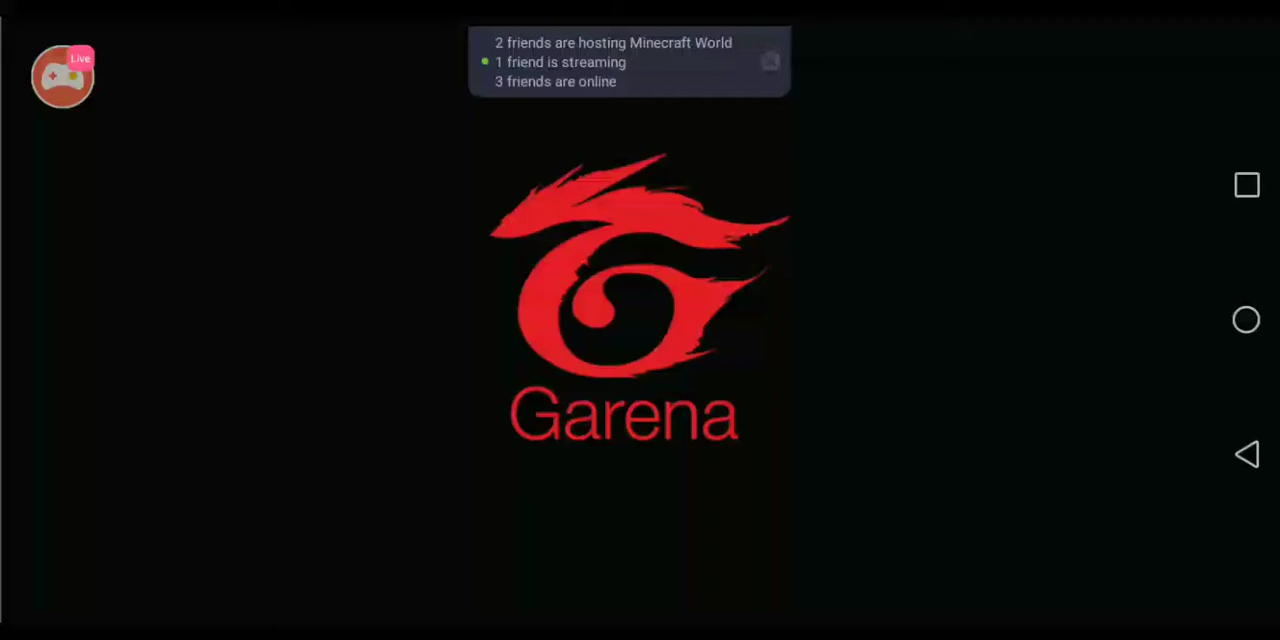 Live
2 friends are hosting Minecraft World
1 friend is streaming
3 friends are online
Garena